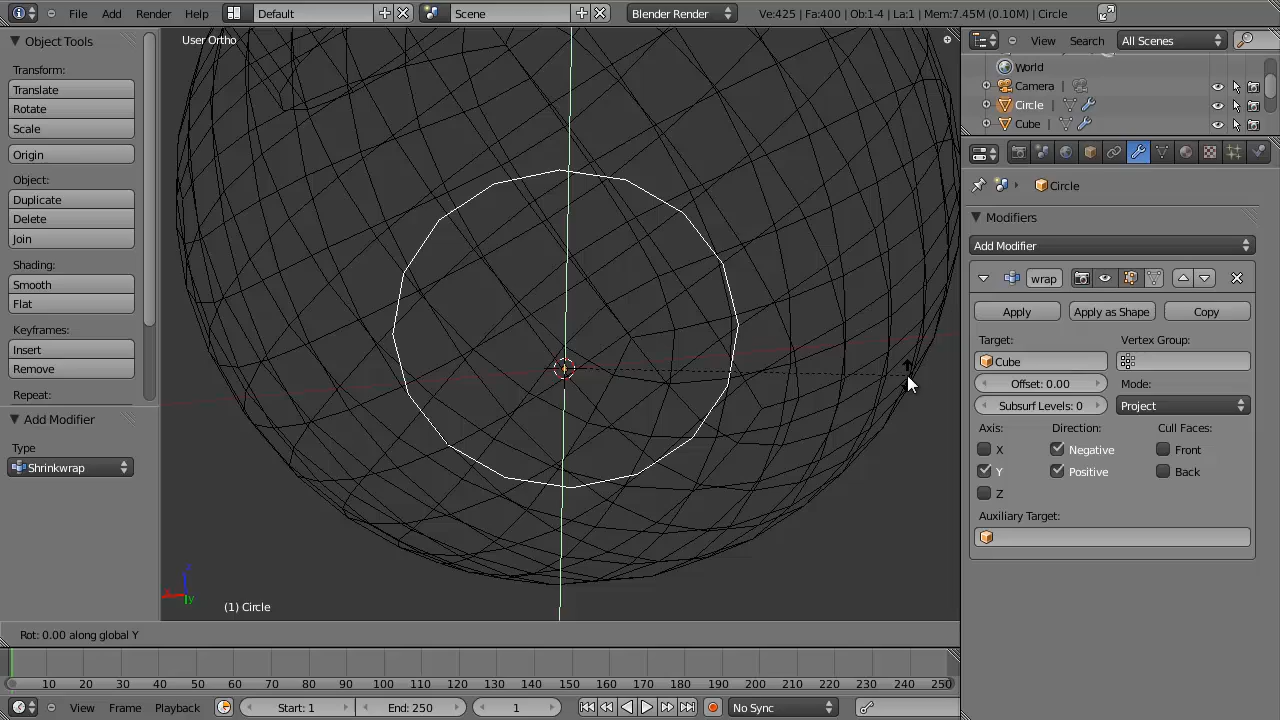 File Add Render Help Default Scene Blender Render Ve:425 | Fa:400 | Ob:1-4 | La:1 | Mem:7.45M (0.10M) | Circle
Object Tools
Transform:
Translate
Rotate
Scale
Origin
Object:
Duplicate
Delete
Join
Shading:
Smooth
Flat
Keyframes:
Insert
Remove
Repeat:
Add Modifier
Type
Shrinkwrap
User Ortho
y
(1) Circle
Rot: 0.00 along global Y
View Search All Scenes
World
Camera
Circle
Cube
Circle
Modifiers
Add Modifier
wrap
Apply Apply as Shape Copy
Target: Vertex Group:
Cube
Offset: 0.00 Mode:
Subsurf Levels: 0 Project
Axis: Direction: Cull Faces:
X Negative Front
Y Positive Back
Z
Auxiliary Target:
10 20 30 40 50 60 70 80 90 100 110 120 130 140 150 160 170 180 190 200 210 220 230 240 250
View Frame Playback Start: 1 End: 250 1 No Sync